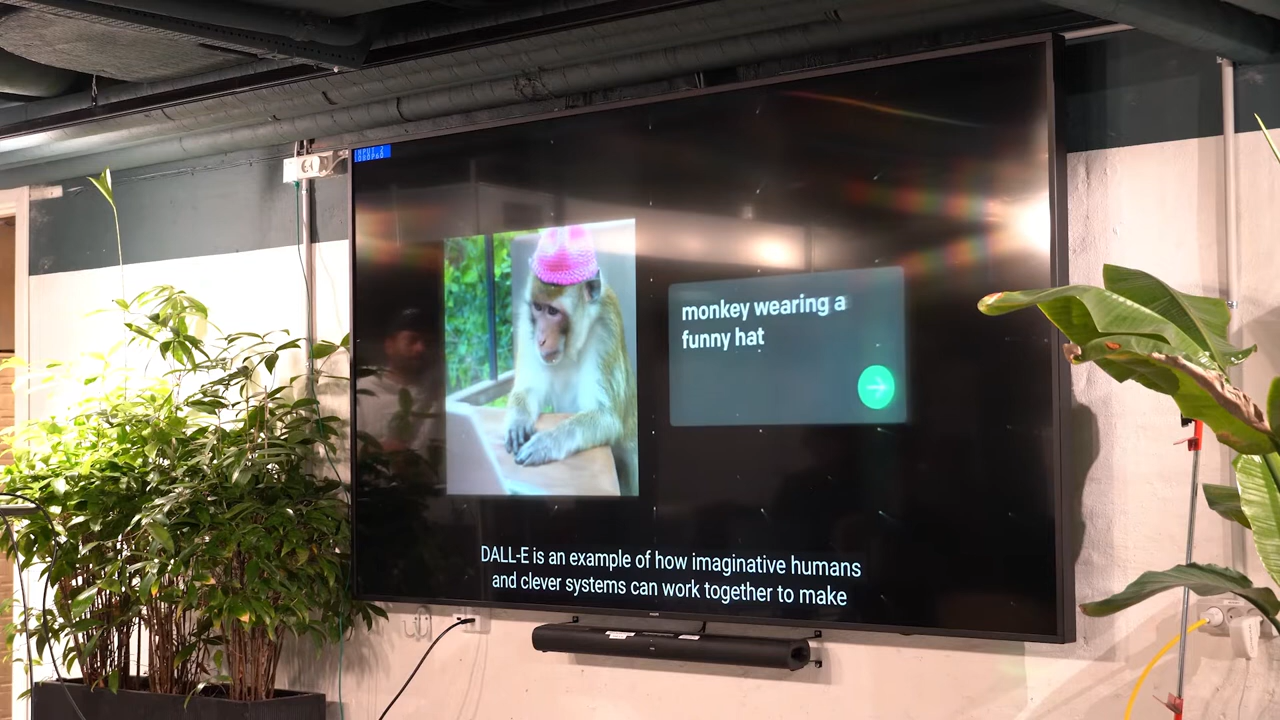 monkey wearing a
funny hat
DALL-E is an example of how imaginative humans
and clever systems can work together to make